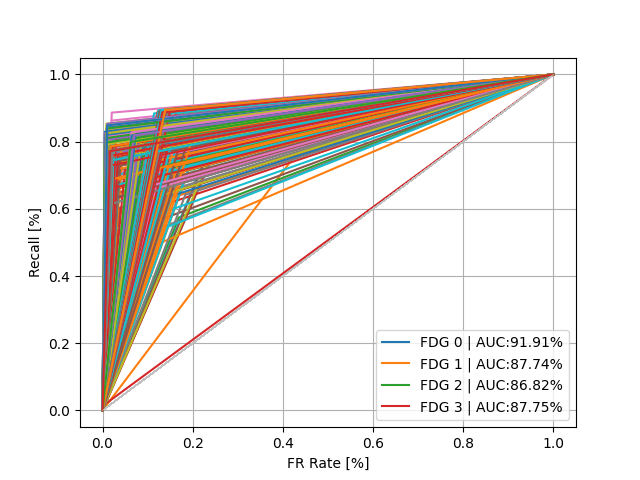 1.0
0.8
0.6
0.4
0.2
0.0
Recall [%]
0.0 0.2 0.4 0.6 0.8 1.0
FR Rate [%]
FDG 0 | AUC:91.91%
FDG 1 | AUC:87.74%
FDG 2 | AUC:86.82%
FDG 3 | AUC:87.75%